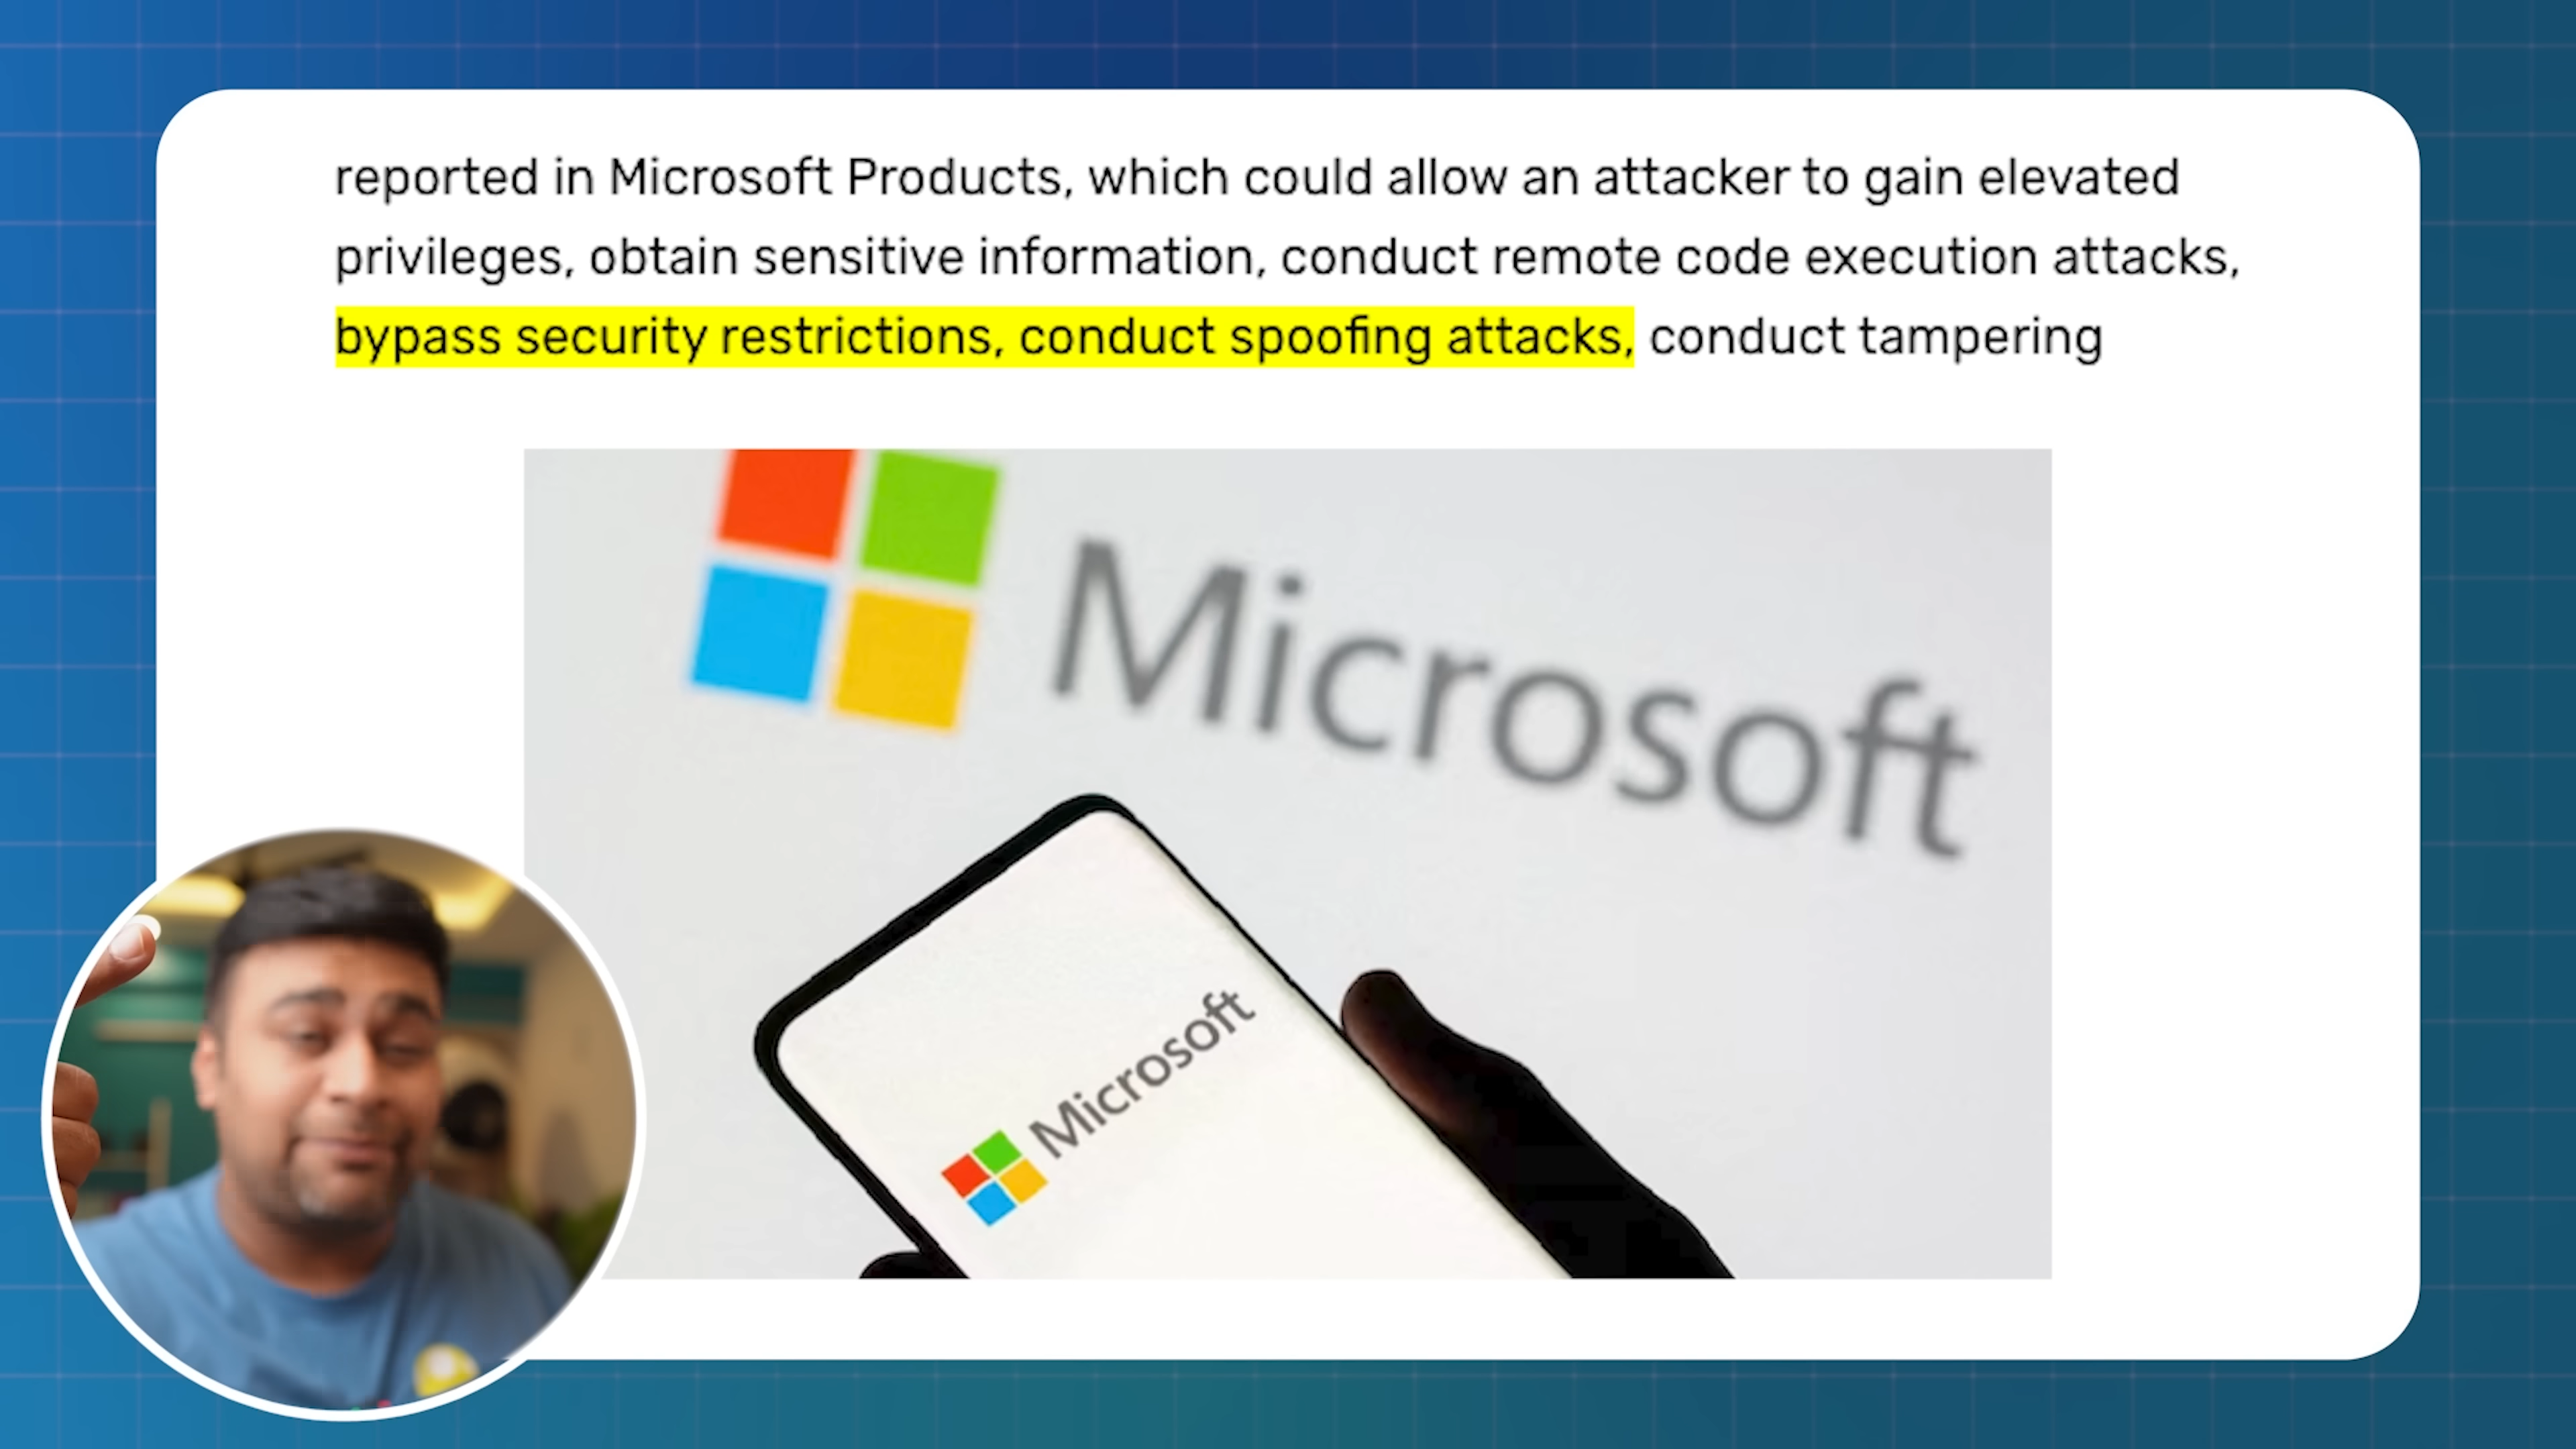 reported in Microsoft Products, which could allow an attacker to gain elevated
privileges, obtain sensitive information, conduct remote code execution attacks,
bypass security restrictions, conduct spoofing attacks, conduct tampering
Microsoft
Microsoft